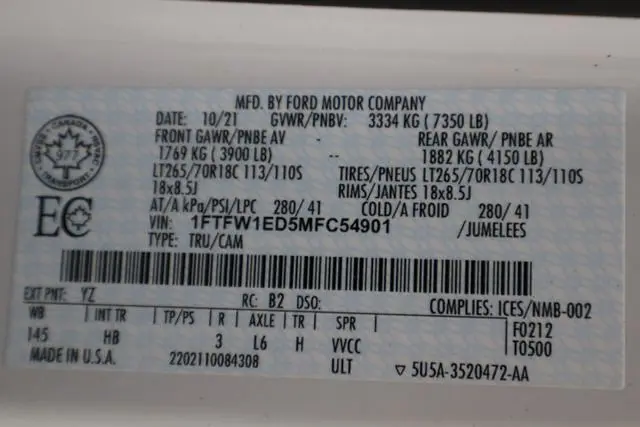 MFD. BY FORD MOTOR COMPANY
DATE: 10/21 GVWR/PNBV: 3334 KG ( 7350 LB)
FRONT GAWR/PNBE AV - REAR GAWR/ PNBE AR
1769 KG ( 3900 LB) -- 1882 KG ( 4150 LB)
LT265/70R18C 113/110S TIRES/PNEUS LT265/70R18C 113/110S
18x8.5J RIMS/JANTES 18x8.5J
AT/A kPa/PSI/LPC 280/ 41 COLD/A FROID 280/ 41
VIN: 1FTFW1ED5MFC54901 /JUMELEES
TYPE: TRU/CAM
CANADA
977
TRANSPORT
EC
EXT PNT: YZ RC: B2 DSO: COMPLIES: ICES/NMB-002
WB INT TR TP/PS R AXLE TR SPR F0212
145 HB 3 L6 H VVCC T0500
MADE IN U.S.A. 2202110084308 ULT ▽ 5U5A-3520472-AA